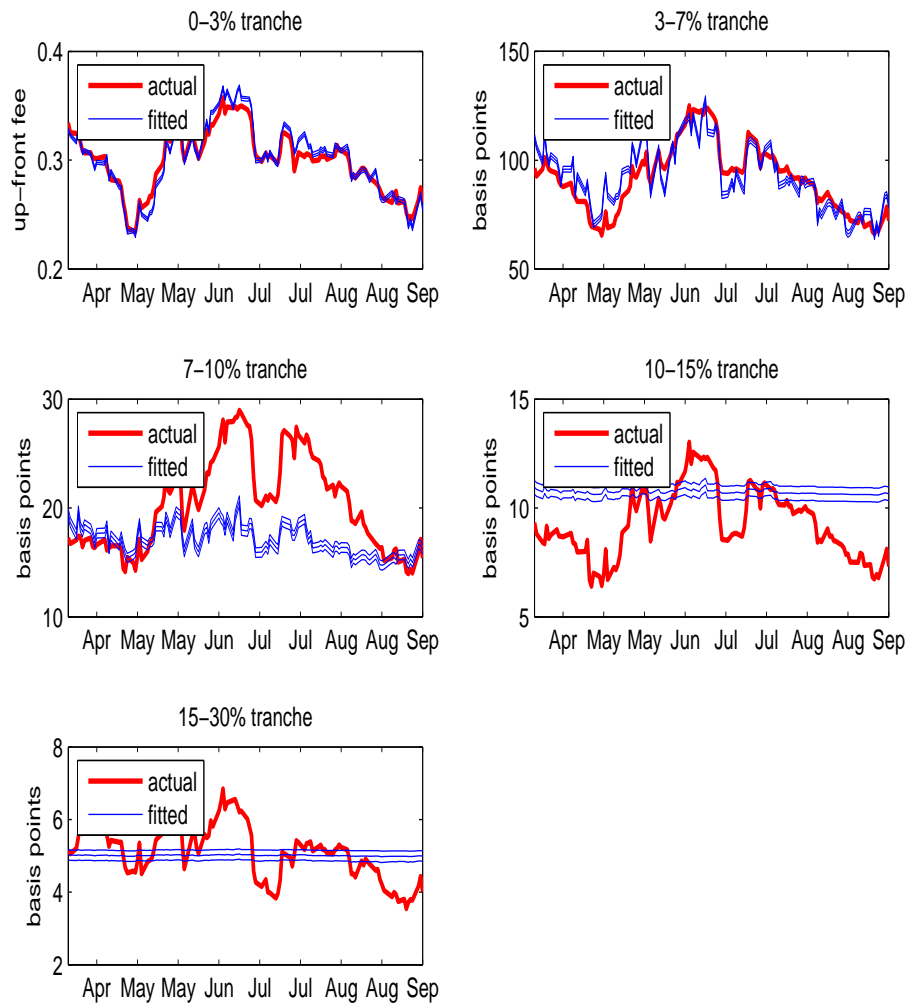 0–3% tranche
0.4
0.3
0.2
up–front fee
actual
fitted
Apr May May Jun Jul Jul Aug Aug Sep
3–7% tranche
150
100
50
basis points
actual
fitted
Apr May May Jun Jul Jul Aug Aug Sep
7–10% tranche
30
20
10
basis points
actual
fitted
Apr May May Jun Jul Jul Aug Aug Sep
10–15% tranche
15
10
5
basis points
actual
fitted
Apr May May Jun Jul Jul Aug Aug Sep
15–30% tranche
8
6
4
2
basis points
actual
fitted
Apr May May Jun Jul Jul Aug Aug Sep